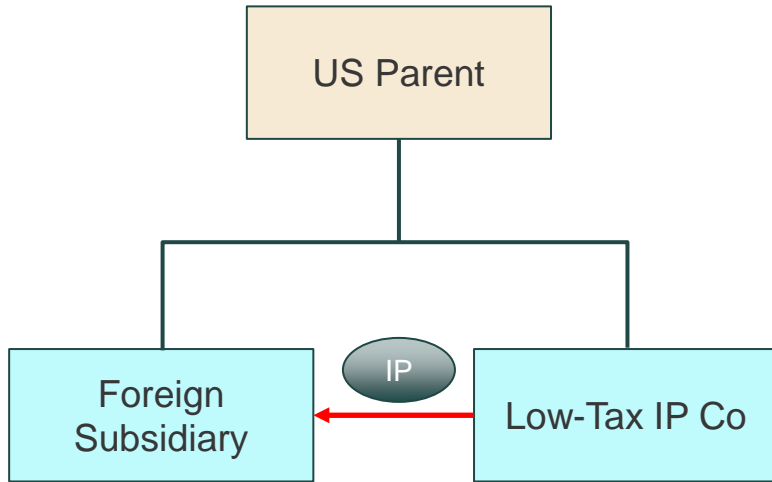 US Parent
IP
Foreign
Subsidiary
Low-Tax IP Co